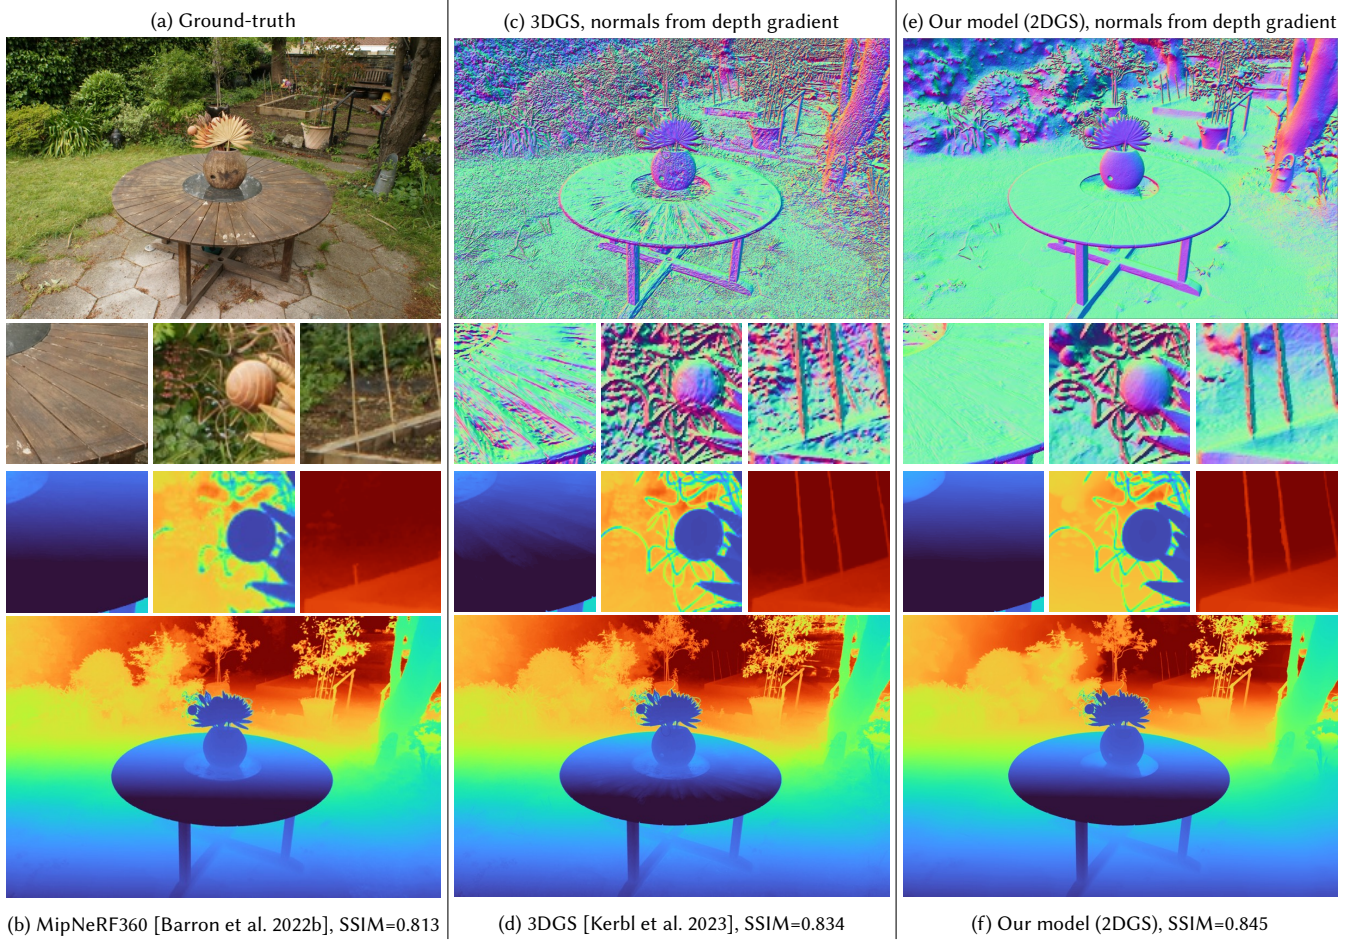 (a) Ground-truth
(c) 3DGS, normals from depth gradient
(e) Our model (2DGS), normals from depth gradient
(b) MipNeRF360 [Barron et al. 2022b], SSIM=0.813
(d) 3DGS [Kerbl et al. 2023], SSIM=0.834
(f) Our model (2DGS), SSIM=0.845